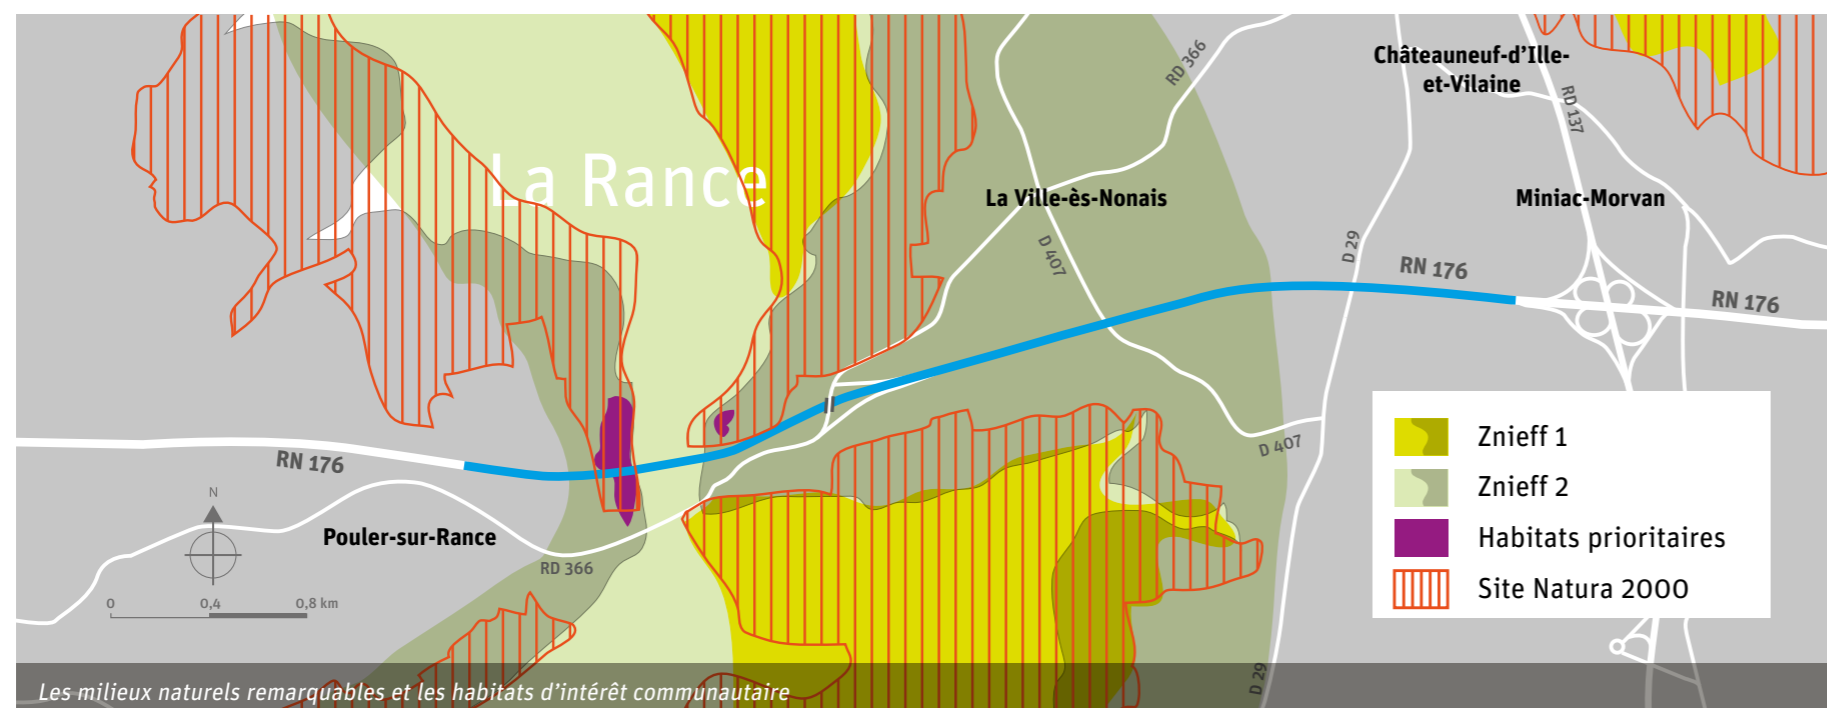 Châteauneuf-d'Ille-
et-Vilaine
RD 366
RD 137
La Rance
La Ville-ès-Nonais
Miniac-Morvan
D 407
D 29
RN 176
RN 176
RN 176
D 407
N
Pouler-sur-Rance
RD 366
0 0,4 0,8 km
Znieff 1
Znieff 2
Habitats prioritaires
Site Natura 2000
D 29
Les milieux naturels remarquables et les habitats d'intérêt communautaire